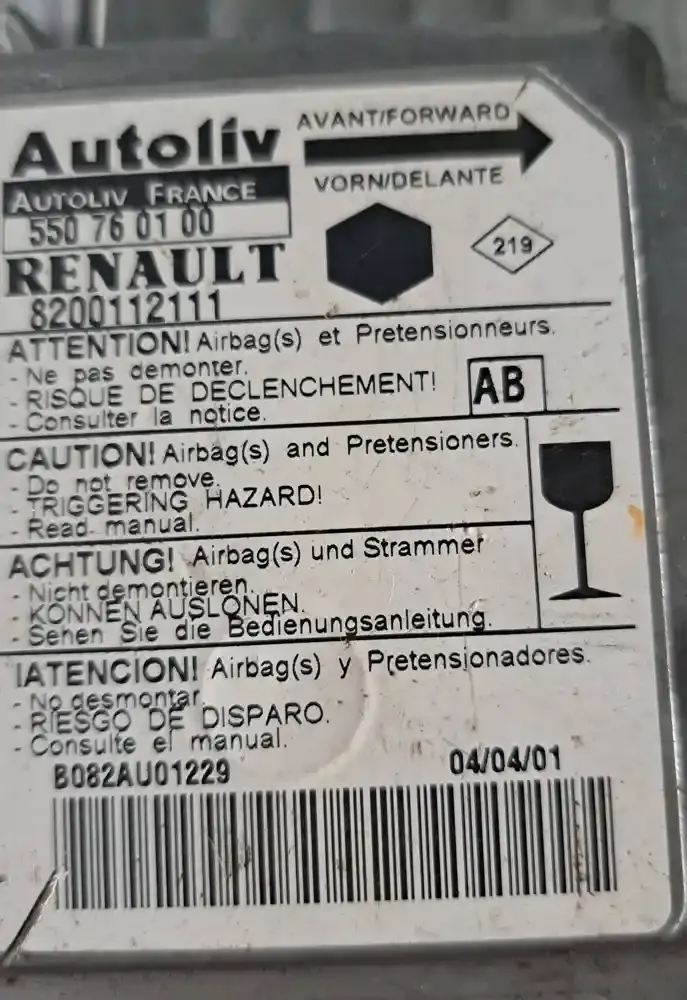 Autoliv
AVANT/FORWARD
AUTOLIV FRANCE
VORN/DELANTE
550 76 01 00
219
RENAULT
8200112111
ATTENTION! Airbag(s) et Pretensionneurs.
- Ne pas demonter.
- RISQUE DE DECLENCHEMENT!
- Consulter la notice.
AB
CAUTION! Airbag(s) and Pretensioners.
- Do not remove.
- TRIGGERING HAZARD!
- Read manual.
ACHTUNG! Airbag(s) und Strammer
- Nicht demontieren.
- KONNEN AUSLONEN.
- Sehen Sie die Bedienungsanleitung.
!ATENCION! Airbag(s) y Pretensionadores.
- No desmontar.
- RIESGO DE DISPARO.
- Consulte el manual.
B082AU01229
04/04/01